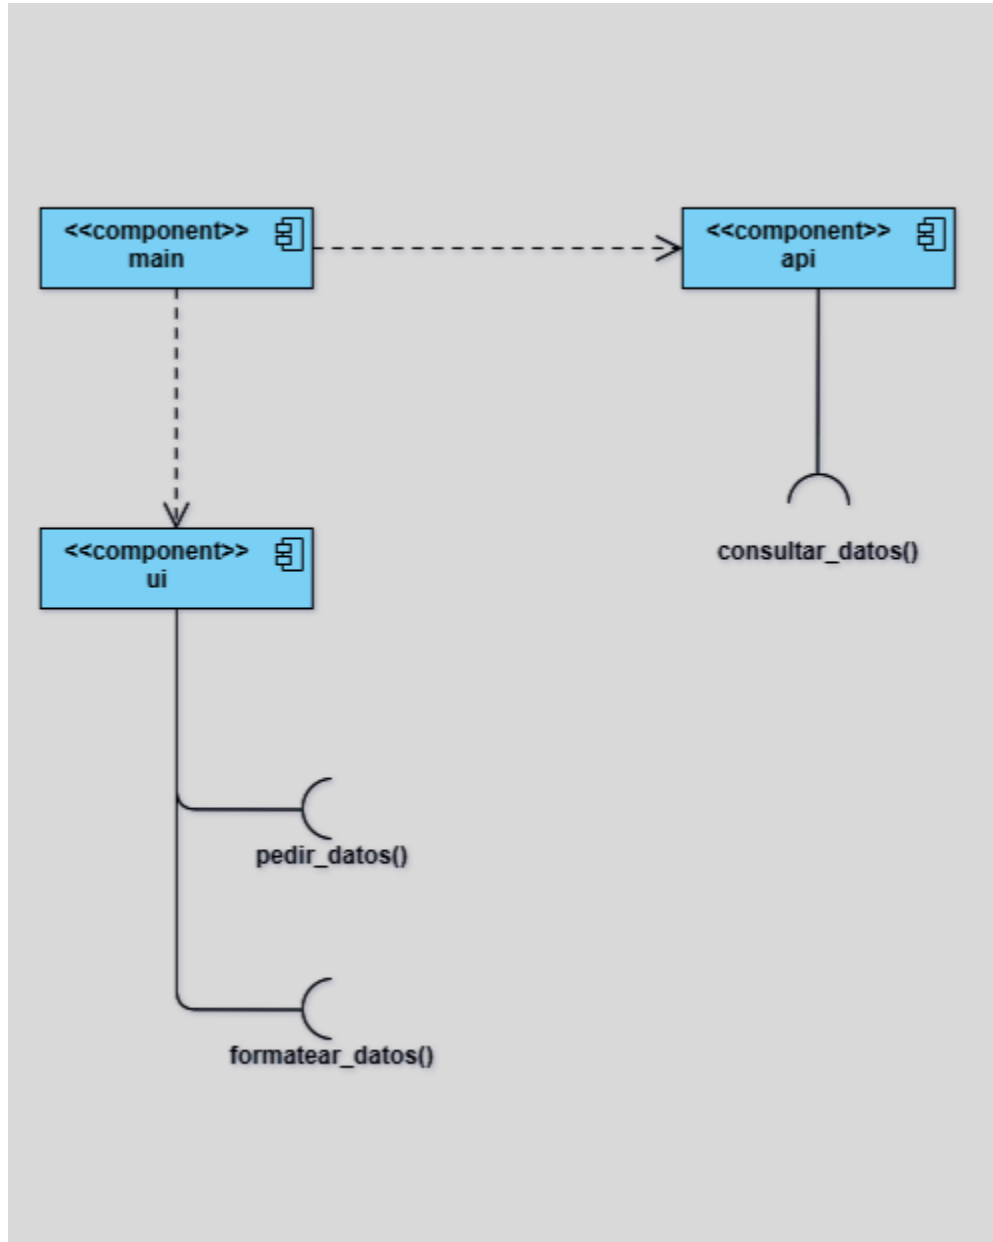 <<component>>
main
<<component>>
api
<<component>>
ui
consultar_datos()
pedir_datos()
formatear_datos()